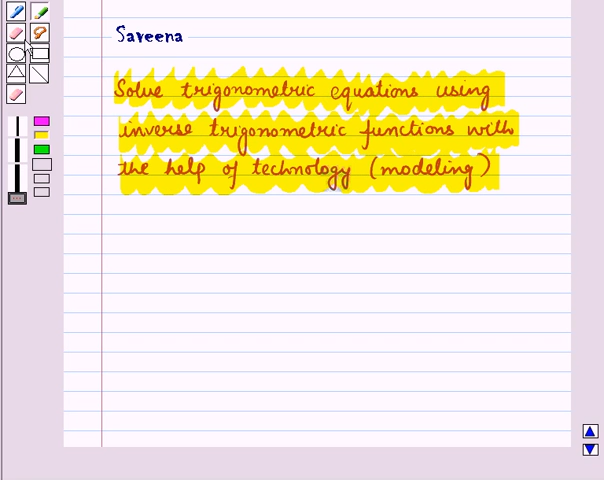 Saveena
Solve trigonometric equations using
inverse trigonometric functions with
the help of technology (modeling)